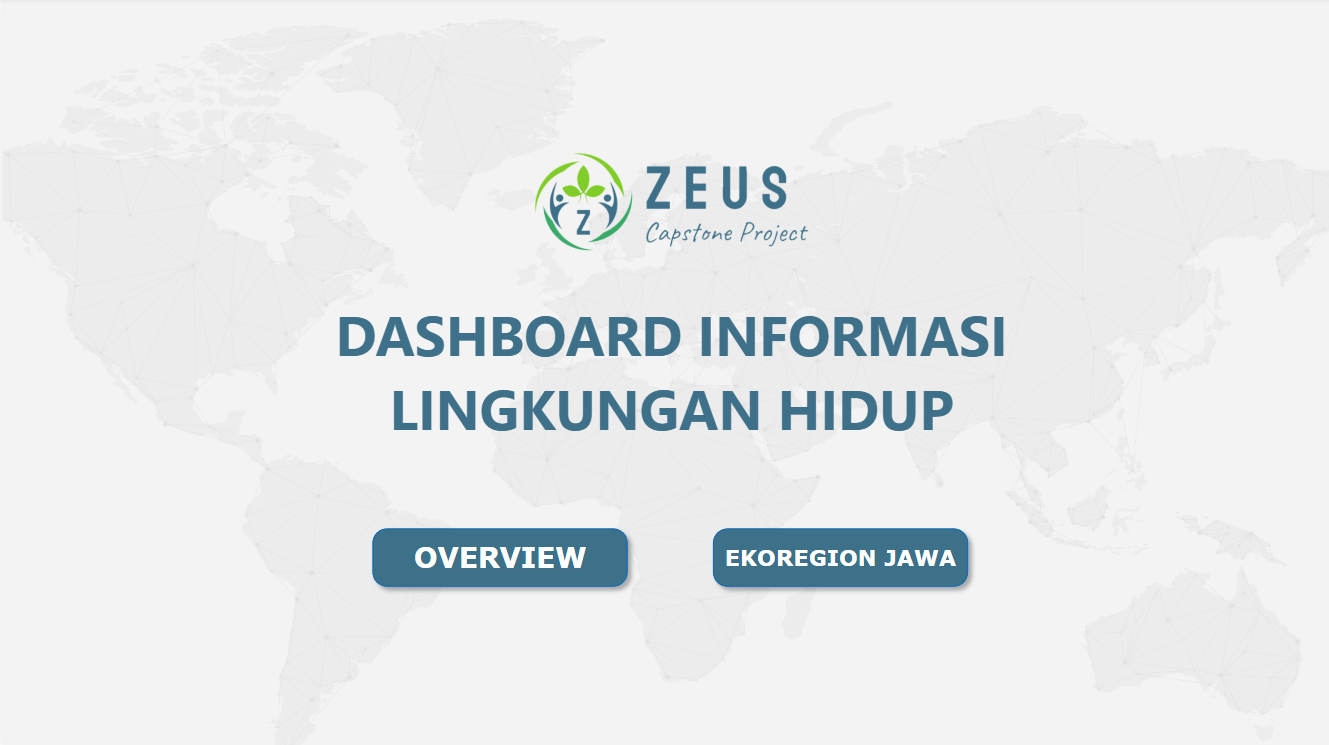 Z
ZEUS
Capstone Project
DASHBOARD INFORMASI
LINGKUNGAN HIDUP
OVERVIEW
EKOREGION JAWA